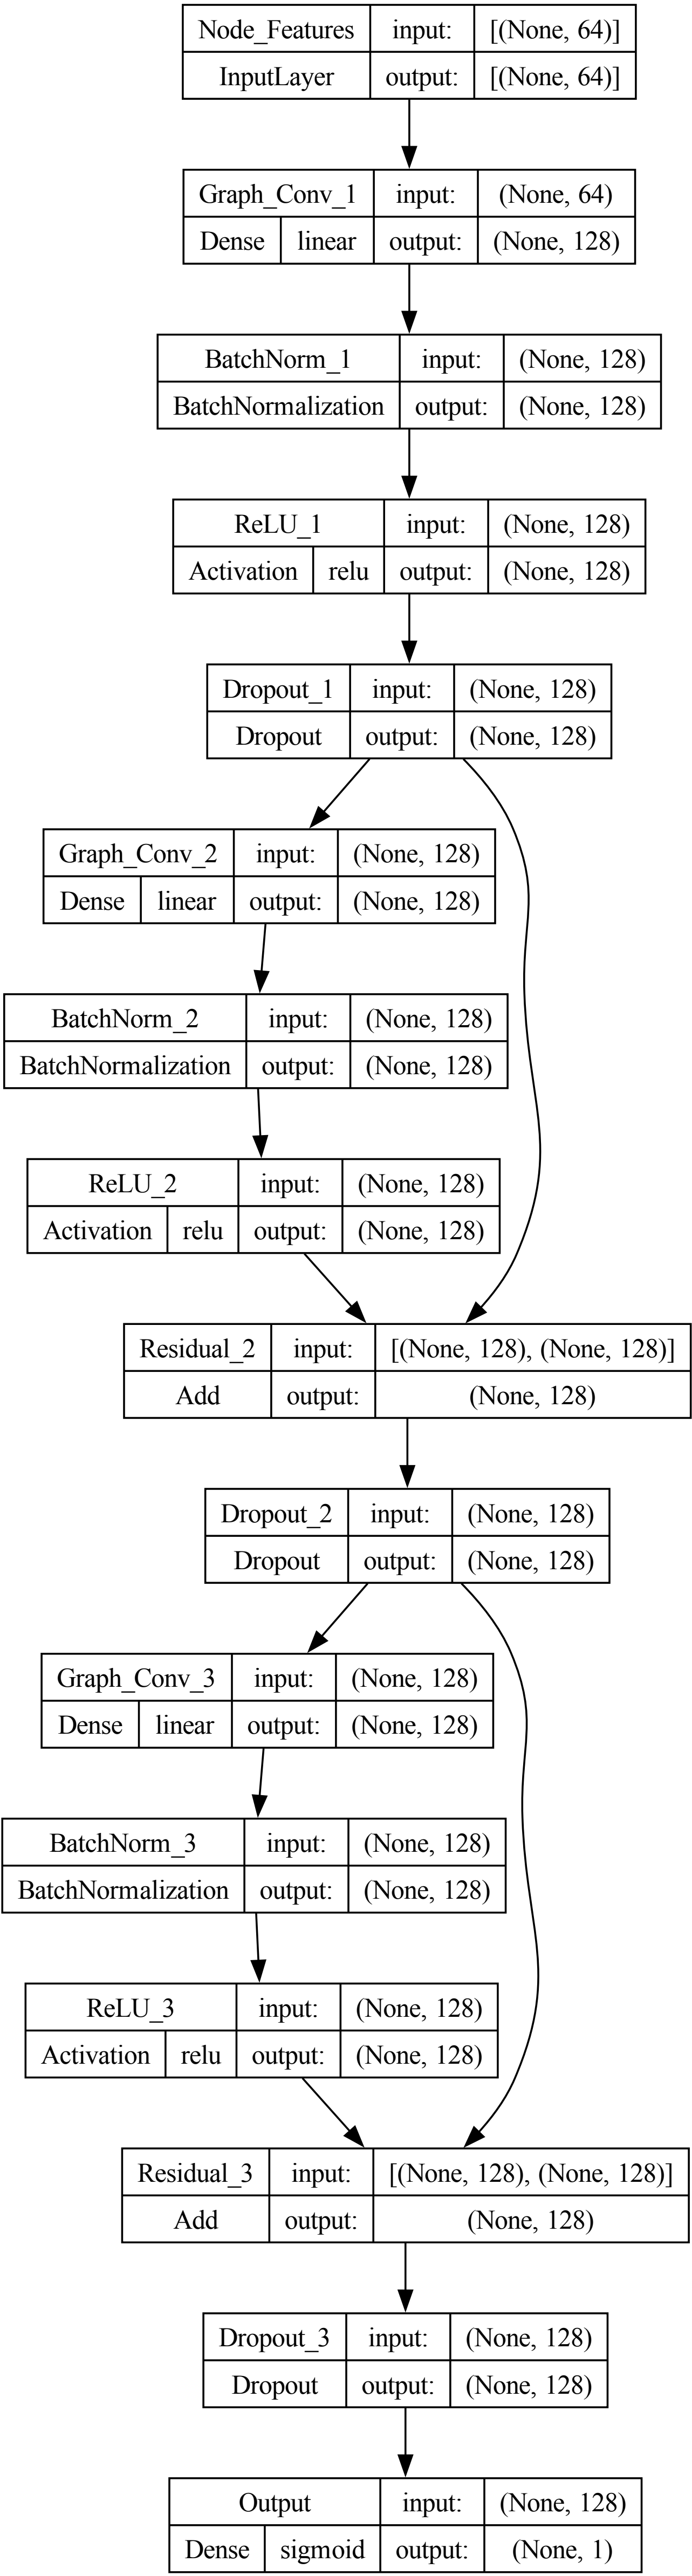 Node_Features input: [(None, 64)]
InputLayer output: [(None, 64)]
Graph_Conv_1 input: (None, 64)
Dense linear output: (None, 128)
BatchNorm_1 input: (None, 128)
BatchNormalization output: (None, 128)
ReLU_1 input: (None, 128)
Activation relu output: (None, 128)
Dropout_1 input: (None, 128)
Dropout output: (None, 128)
Graph_Conv_2 input: (None, 128)
Dense linear output: (None, 128)
BatchNorm_2 input: (None, 128)
BatchNormalization output: (None, 128)
ReLU_2 input: (None, 128)
Activation relu output: (None, 128)
Residual_2 input: [(None, 128), (None, 128)]
Add output: (None, 128)
Dropout_2 input: (None, 128)
Dropout output: (None, 128)
Graph_Conv_3 input: (None, 128)
Dense linear output: (None, 128)
BatchNorm_3 input: (None, 128)
BatchNormalization output: (None, 128)
ReLU_3 input: (None, 128)
Activation relu output: (None, 128)
Residual_3 input: [(None, 128), (None, 128)]
Add output: (None, 128)
Dropout_3 input: (None, 128)
Dropout output: (None, 128)
Output input: (None, 128)
Dense sigmoid output: (None, 1)